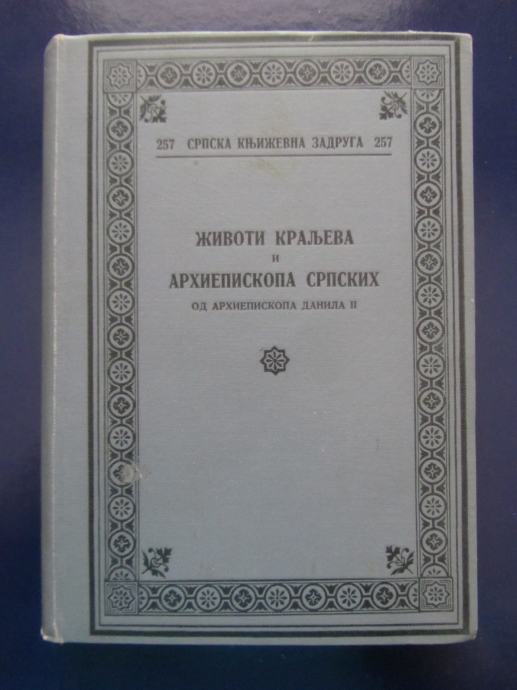 257 СРПСКА КЊИЖЕВНА ЗАДРУГА 257
ЖИВОТИ КРАЉЕВА
И
АРХИЕПИСКОПА СРПСКИХ
ОД АРХИЕПИСКОПА ДАНИЛА II